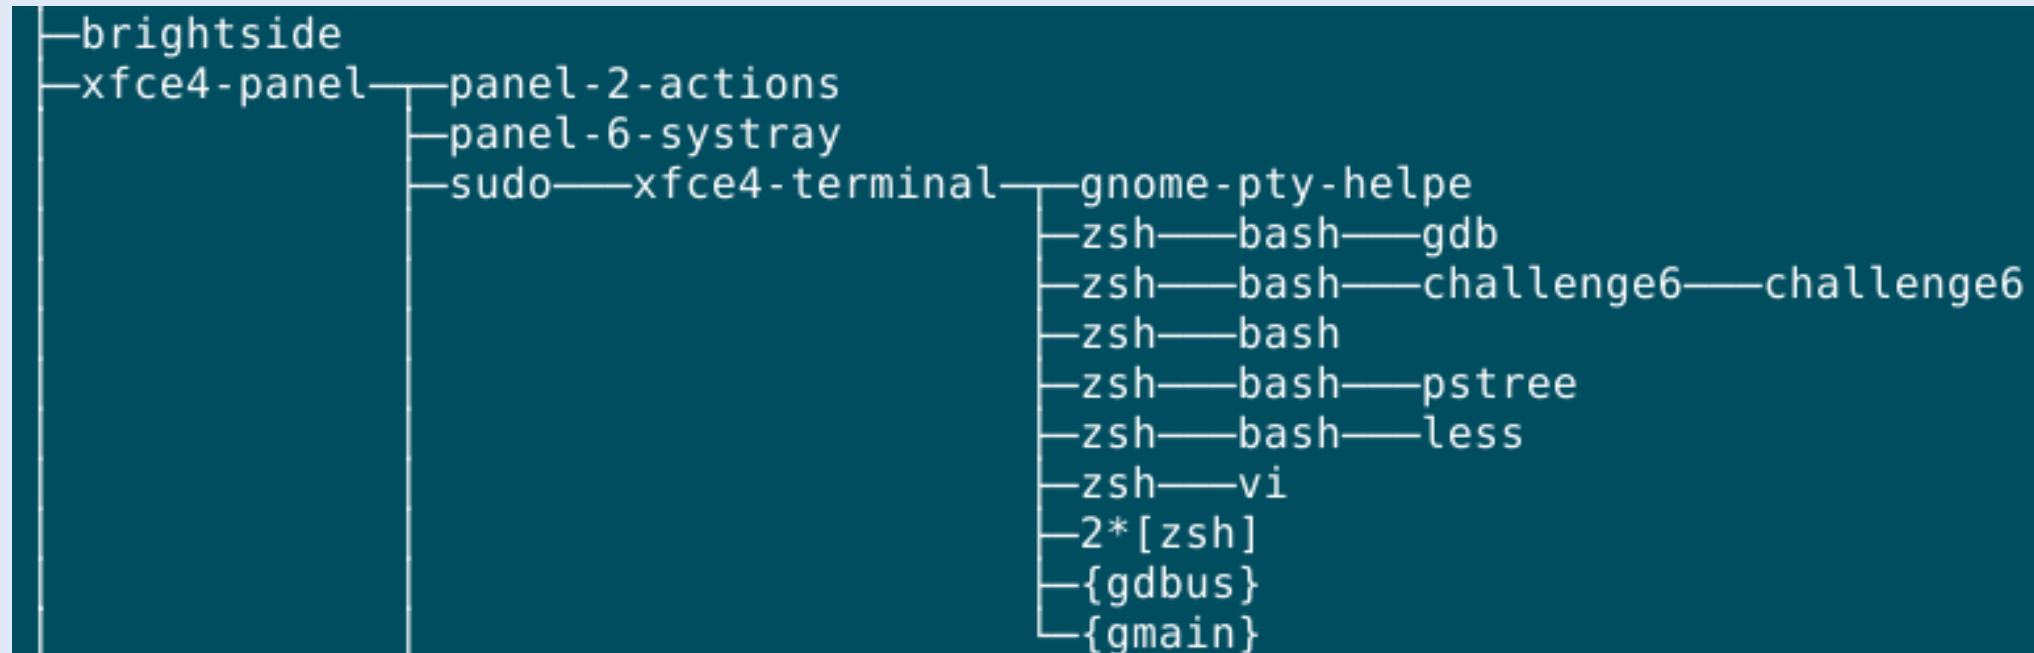 ├─brightside
├─xfce4-panel─┬─panel-2-actions
│             ├─panel-6-systray
│             ├─sudo───xfce4-terminal─┬─gnome-pty-helpe
│             │                       ├─zsh───bash───gdb
│             │                       ├─zsh───bash───challenge6───challenge6
│             │                       ├─zsh───bash
│             │                       ├─zsh───bash───pstree
│             │                       ├─zsh───bash───less
│             │                       ├─zsh───vi
│             │                       ├─2*[zsh]
│             │                       ├─{gdbus}
│             │                       └─{gmain}